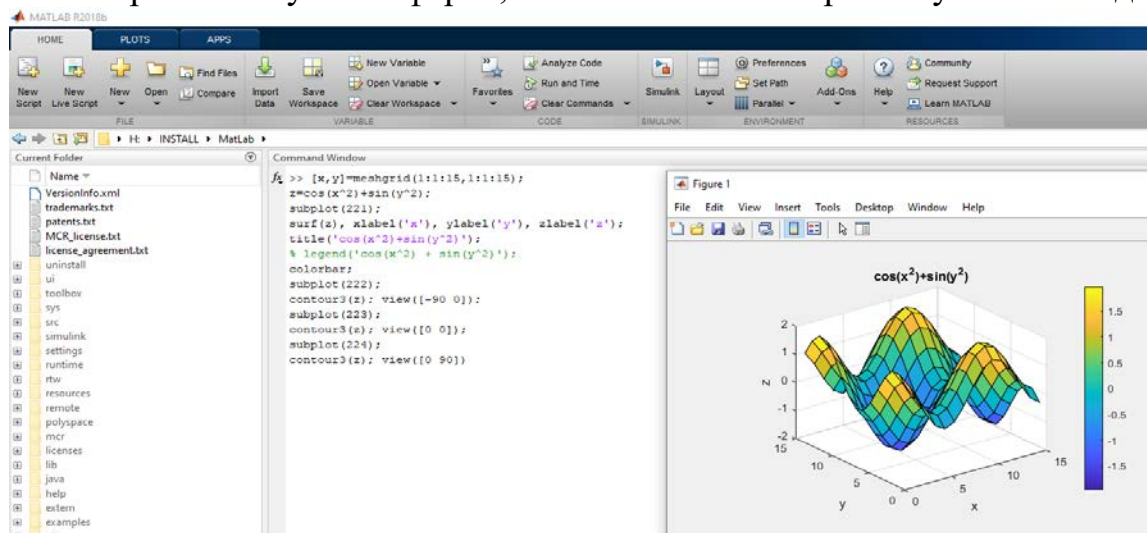 MATLAB R2018b
HOME PLOTS APPS
New Script
New Live Script
New
Open
Find Files
Compare
Import Data
Save Workspace
New Variable
Open Variable
Clear Workspace
Favorites
Analyze Code
Run and Time
Clear Commands
Simulink
Layout
Preferences
Set Path
Parallel
Add-Ons
Help
Community
Request Support
Learn MATLAB
FILE VARIABLE CODE SIMULINK ENVIRONMENT RESOURCES
H: INSTALL MatLab
Current Folder
Name
VersionInfo.xml
trademarks.txt
patents.txt
MCR_license.txt
license_agreement.txt
uninstall
ui
toolbox
sys
src
simulink
settings
runtime
rtw
resources
remote
polyspace
mcr
licenses
lib
java
help
extern
examples
Command Window
fx >> [x,y]=meshgrid(1:1:15,1:1:15);
z=cos(x^2)+sin(y^2);
subplot(221);
surf(z), xlabel('x'), ylabel('y'), zlabel('z');
title('cos(x^2)+sin(y^2)');
% legend('cos(x^2) + sin(y^2)');
colorbar;
subplot(222);
contour3(z); view([-90 0]);
subplot(223);
contour3(z); view([0 0]);
subplot(224);
contour3(z); view([0 90])
Figure 1
File Edit View Insert Tools Desktop Window Help
cos(x²)+sin(y²)
2
1
0
-1
-2
z
15
10
5
0
y
0
5
10
15
x
1.5
1
0.5
0
-0.5
-1
-1.5